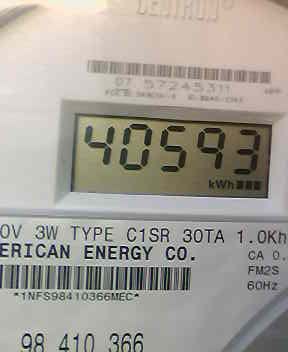 CENTRON®
07 57245311
40593
kWh
0V 3W TYPE C1SR 30TA 1.0Kh
ERICAN ENERGY CO.
CA 0.
FM2S
*1NFS98410366MEC*
60Hz
98 410 366